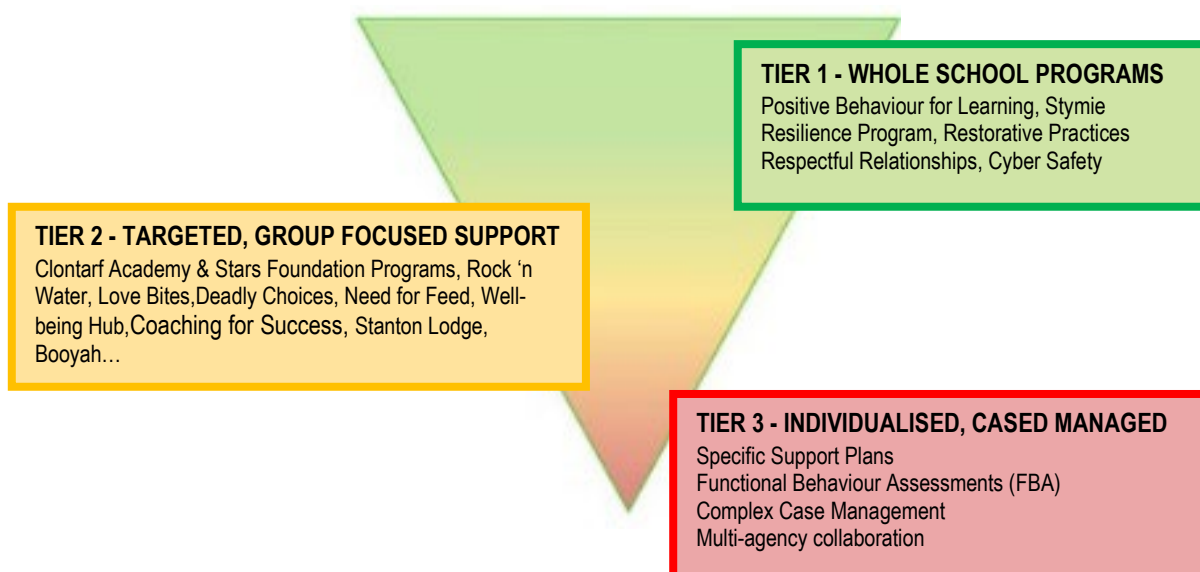 TIER 1 - WHOLE SCHOOL PROGRAMS
Positive Behaviour for Learning, Stymie
Resilience Program, Restorative Practices
Respectful Relationships, Cyber Safety
TIER 2 - TARGETED, GROUP FOCUSED SUPPORT
Clontarf Academy & Stars Foundation Programs, Rock ‘n
Water, Love Bites,Deadly Choices, Need for Feed, Well-
being Hub,Coaching for Success, Stanton Lodge,
Booyah…
TIER 3 - INDIVIDUALISED, CASED MANAGED
Specific Support Plans
Functional Behaviour Assessments (FBA)
Complex Case Management
Multi-agency collaboration